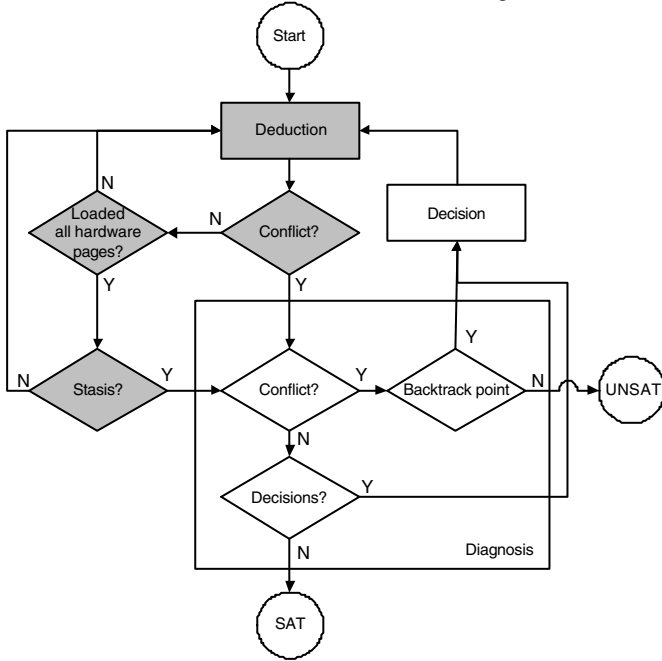 Start
Deduction
N
Loaded
all hardware
pages?
N
Conflict?
Decision
Y
Y
N
Stasis?
Y
Conflict?
Y
Backtrack point
Y
N
UNSAT
N
Decisions?
Y
N
Diagnosis
SAT